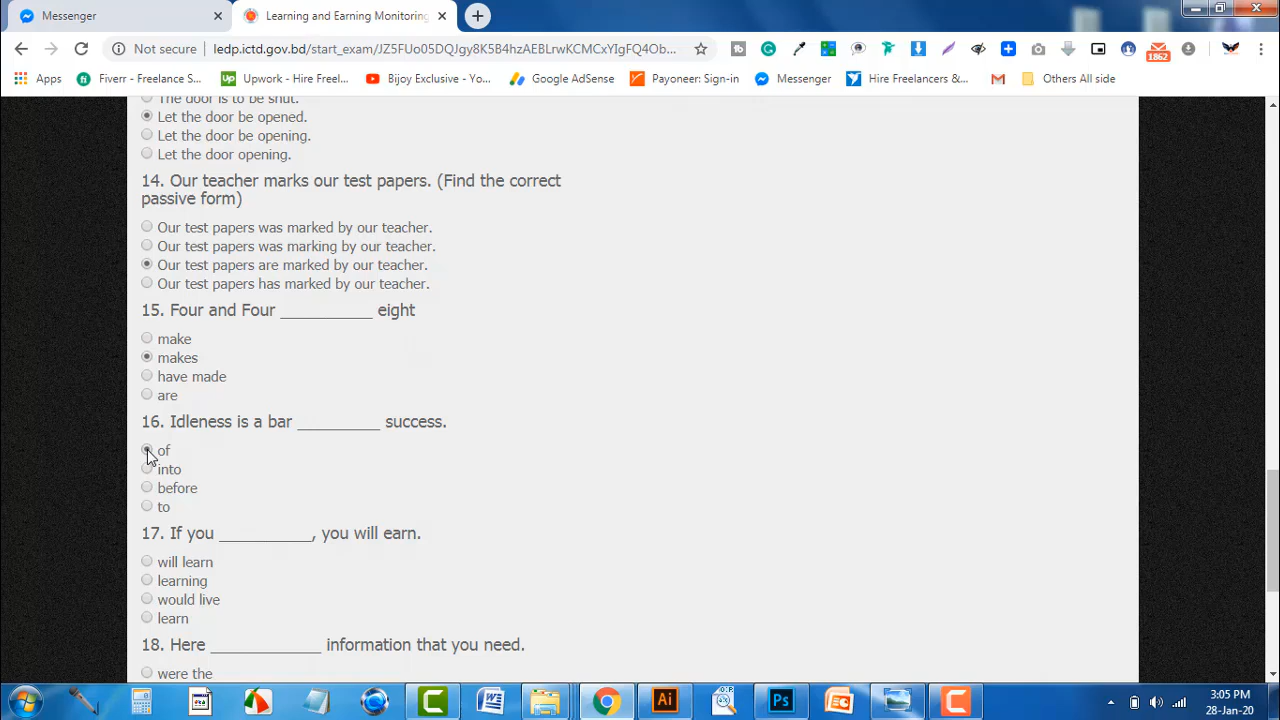 Messenger
Learning and Earning Monitoring
Not secure
ledp.ictd.gov.bd/start_exam/JZ5FUo05DQJgy8K5B4hzAEBLrwKCMCxYIgFQ4Ob...
1862
Apps
Fiverr - Freelance S...
Upwork - Hire Freel...
Bijoy Exclusive - Yo...
Google AdSense
Payoneer: Sign-in
Messenger
Hire Freelancers &...
Others All side
The door is to be shut.
Let the door be opened.
Let the door be opening.
Let the door opening.
14. Our teacher marks our test papers. (Find the correct
passive form)
Our test papers was marked by our teacher.
Our test papers was marking by our teacher.
Our test papers are marked by our teacher.
Our test papers has marked by our teacher.
15. Four and Four __________ eight
make
makes
have made
are
16. Idleness is a bar _________ success.
of
into
before
to
17. If you __________, you will earn.
will learn
learning
would live
learn
18. Here ____________ information that you need.
were the
3:05 PM
28-Jan-20